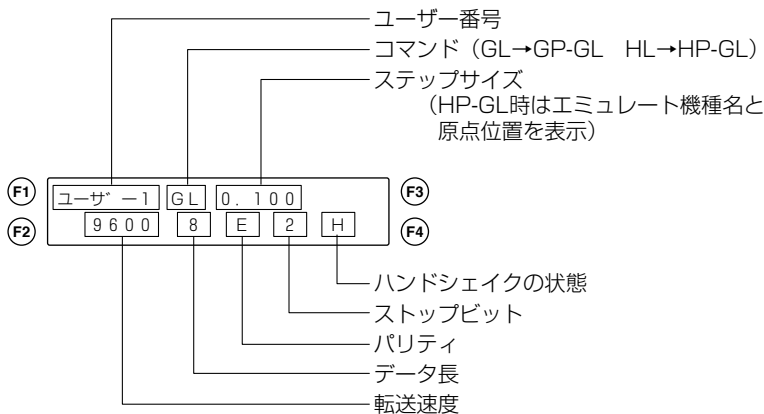 ユーザー番号
コマンド（GL→GP-GL　HL→HP-GL）
ステップサイズ
（HP-GL時はエミュレート機種名と
原点位置を表示）
F1 ユーザ゛ー1 GL 0.100 F3
F2 9600 8 E 2 H F4
ハンドシェイクの状態
ストップビット
パリティ
データ長
転送速度